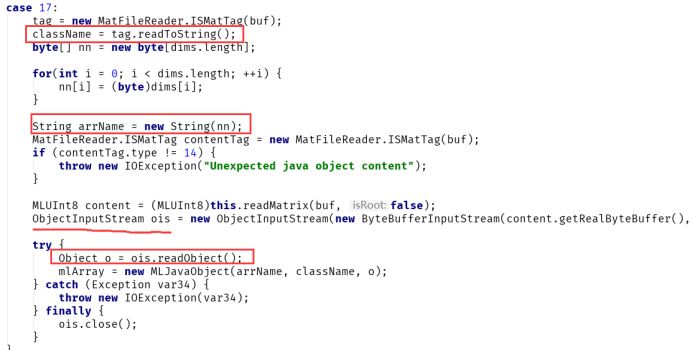 case 17:
tag = new MatFileReader.ISMatTag(buf);
className = tag.readToString();
byte[] nn = new byte[dims.length];
for(int i = 0; i < dims.length; ++i) {
nn[i] = (byte)dims[i];
}
String arrName = new String(nn);
MatFileReader.ISMatTag contentTag = new MatFileReader.ISMatTag(buf);
if (contentTag.type != 14) {
throw new IOException("Unexpected java object content");
}
MLUInt8 content = (MLUInt8)this.readMatrix(buf, isRoot: false);
ObjectInputStream ois = new ObjectInputStream(new ByteBufferInputStream(content.getRealByteBuffer(),
try {
Object o = ois.readObject();
mlArray = new MLJavaObject(arrName, className, o);
} catch (Exception var34) {
throw new IOException(var34);
} finally {
ois.close();
}